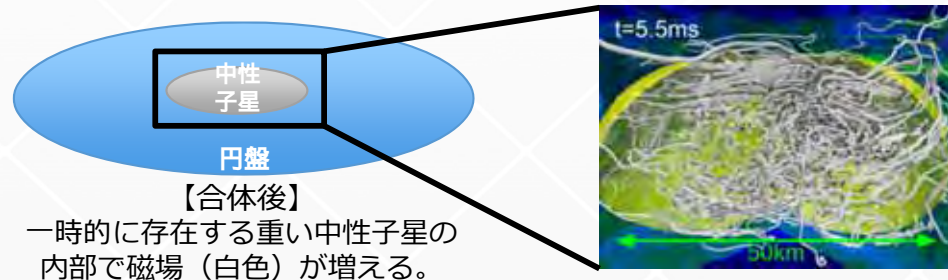 中性
子星
円盤
【合体後】
一時的に存在する重い中性子星の
内部で磁場（白色）が増える。
t=5.5ms
50km